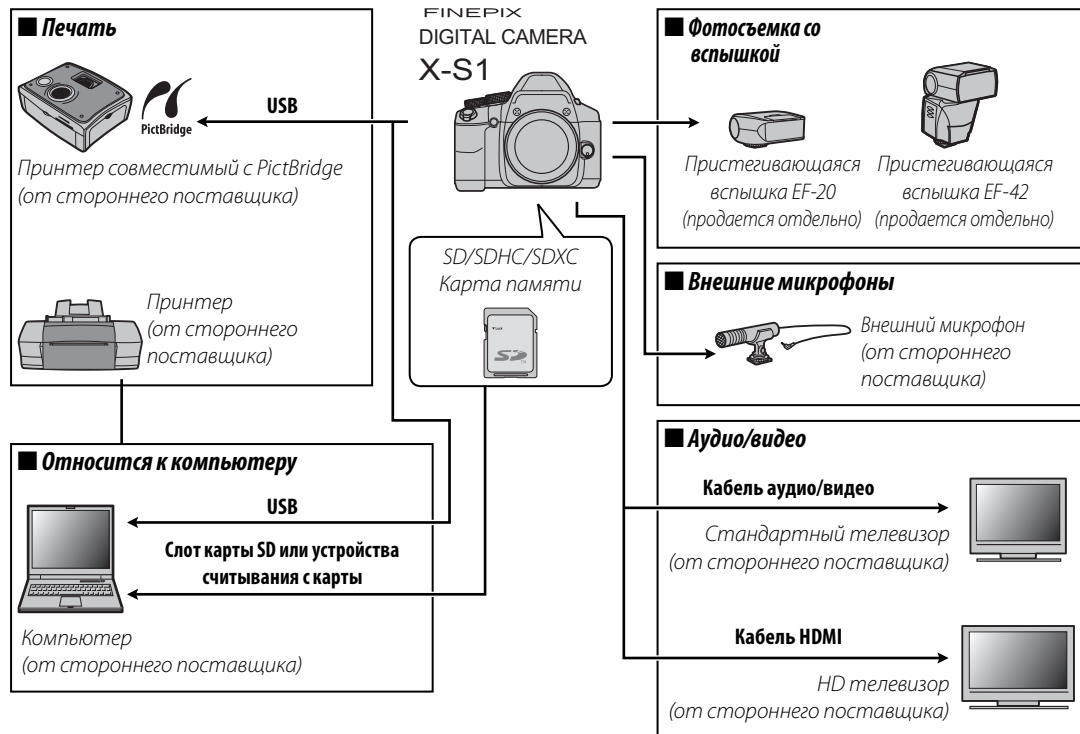 ■ Печать
PictBridge
USB
Принтер совместимый с PictBridge
(от стороннего поставщика)
Принтер
(от стороннего
поставщика)
■ Относится к компьютеру
USB
Слот карты SD или устройства
считывания с карты
Компьютер
(от стороннего поставщика)
FINEPIX
DIGITAL CAMERA
X-S1
SD/SDHC/SDXC
Карта памяти
SD
■ Фотосъемка со
вспышкой
Пристегивающаяся
вспышка EF-20
(продается отдельно)
Пристегивающаяся
вспышка EF-42
(продается отдельно)
■ Внешние микрофоны
Внешний микрофон
(от стороннего
поставщика)
■ Аудио/видео
Кабель аудио/видео
Стандартный телевизор
(от стороннего поставщика)
Кабель HDMI
HD телевизор
(от стороннего поставщика)